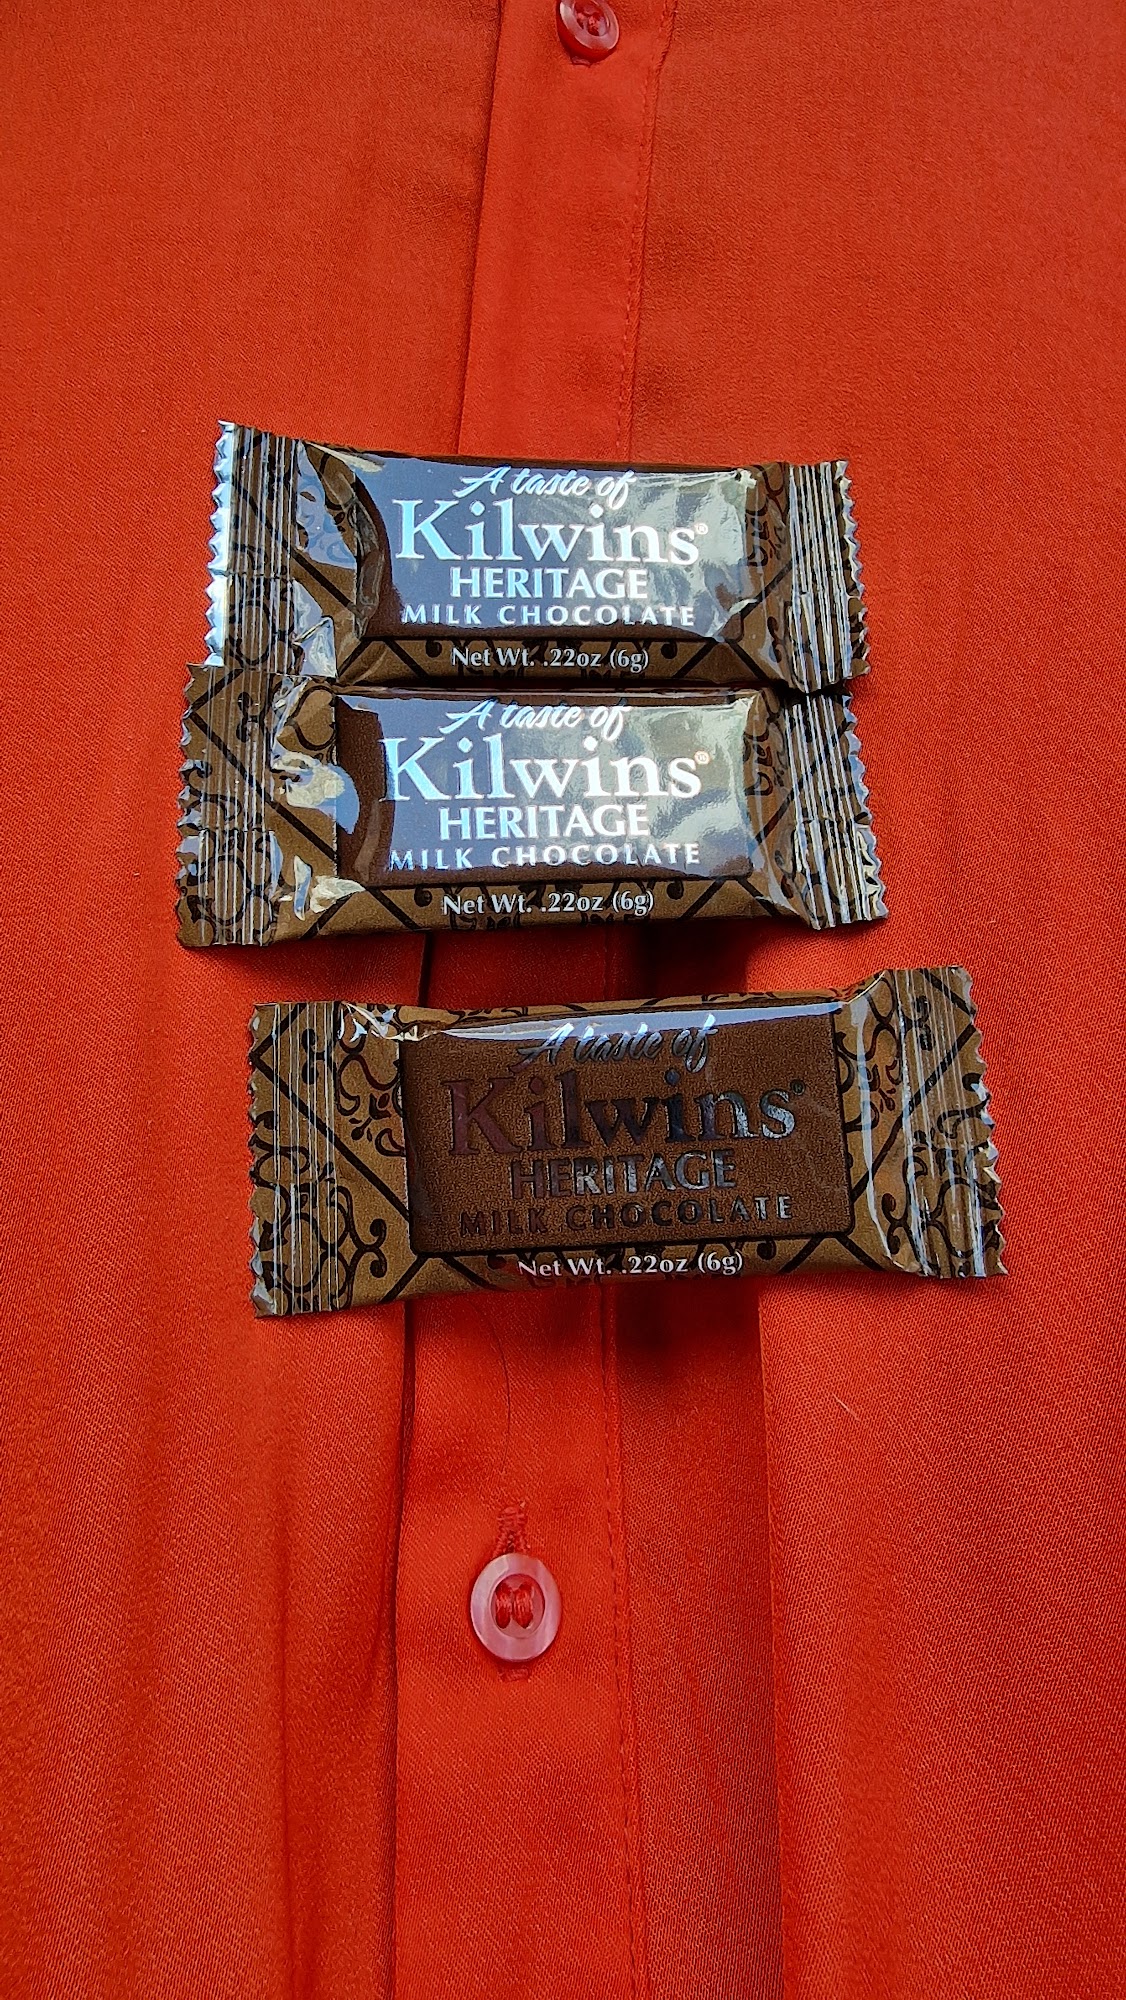 A taste of
Kilwins®
HERITAGE
MILK CHOCOLATE
Net Wt. .22oz (6g)
A taste of
Kilwins®
HERITAGE
MILK CHOCOLATE
Net Wt. .22oz (6g)
A taste of
Kilwins®
HERITAGE
MILK CHOCOLATE
Net Wt. .22oz (6g)